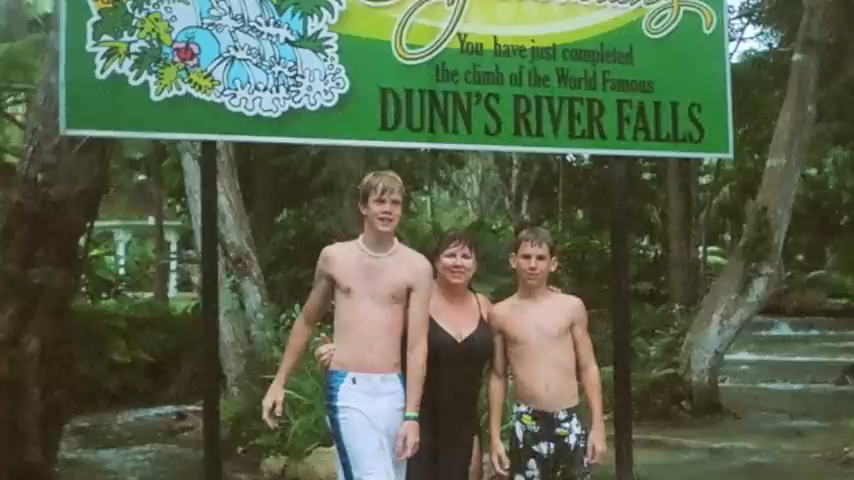 You have just completed
the climb of the World Famous
DUNN'S RIVER FALLS